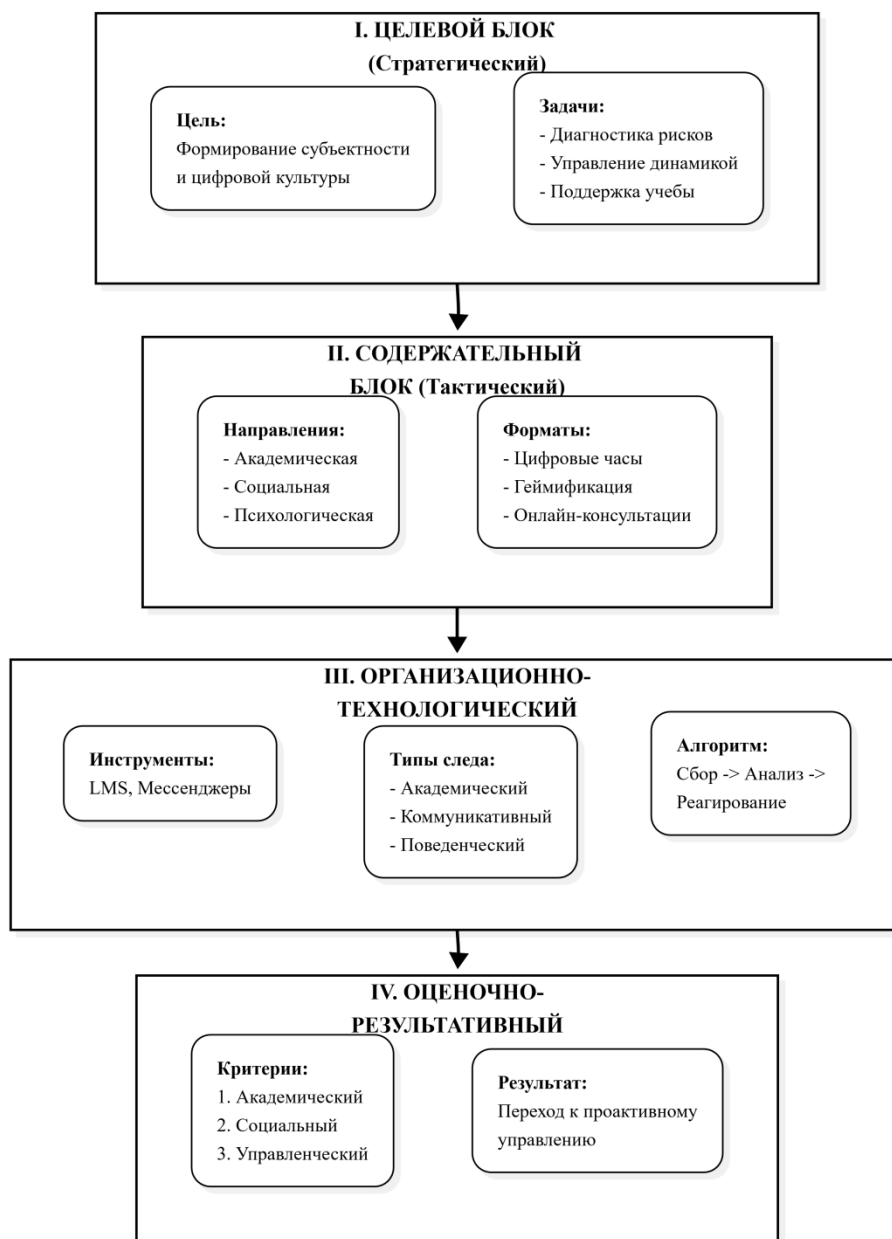 I. ЦЕЛЕВОЙ БЛОК
(Стратегический)
Цель:
Формирование субъектности
и цифровой культуры
Задачи:
- Диагностика рисков
- Управление динамикой
- Поддержка учебы
II. СОДЕРЖАТЕЛЬНЫЙ
БЛОК (Тактический)
Направления:
- Академическая
- Социальная
- Психологическая
Форматы:
- Цифровые часы
- Геймификация
- Онлайн-консультации
III. ОРГАНИЗАЦИОННО-
ТЕХНОЛОГИЧЕСКИЙ
Инструменты:
LMS, Мессенджеры
Типы следа:
- Академический
- Коммуникативный
- Поведенческий
Алгоритм:
Сбор -> Анализ ->
Реагирование
IV. ОЦЕНОЧНО-
РЕЗУЛЬТАТИВНЫЙ
Критерии:
1. Академический
2. Социальный
3. Управленческий
Результат:
Переход к проактивному
управлению